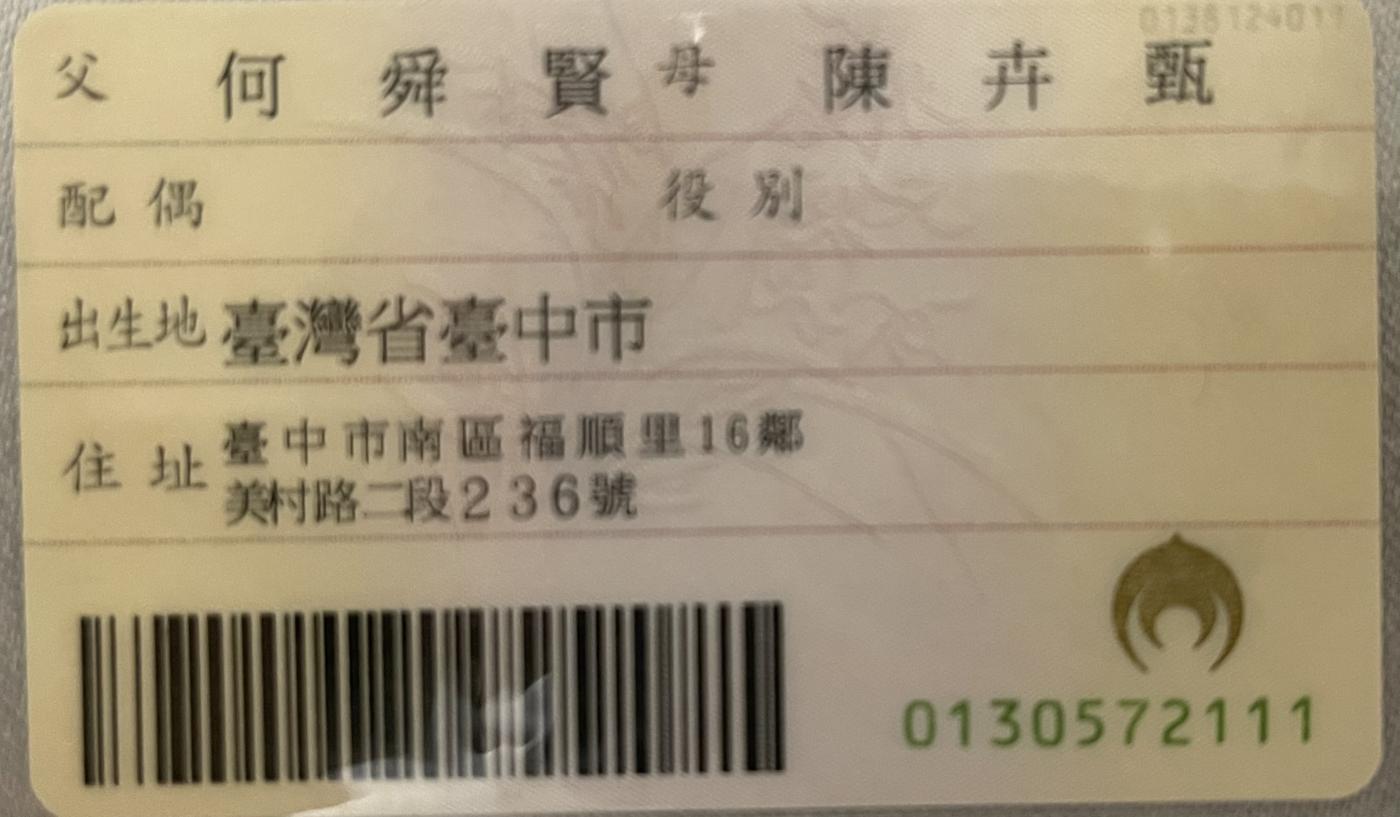 父 何舜賢 母 陳卉甄
配偶 役別
出生地 臺灣省臺中市
住址 臺中市南區福順里16鄰
美村路二段236號
0130572111